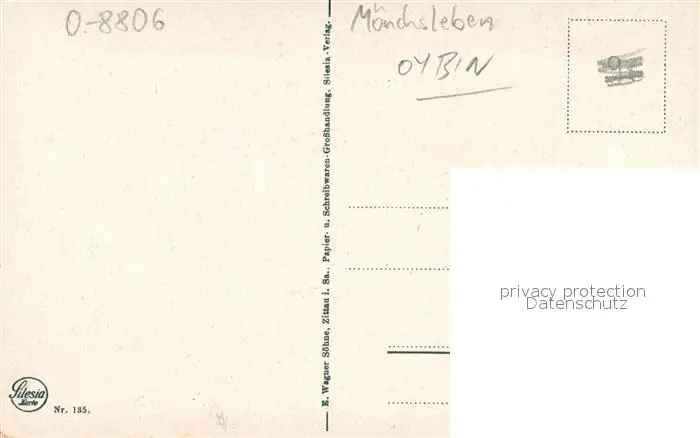 O-8806
Mönchsleben
OYBIN
E. Wagner Söhne, Zittau i. Sa., Papier- u. Schreibwaren-Großhandlung. Silesia-Verlag.
privacy protection
Datenschutz
Silesia
Karte
Nr. 135.